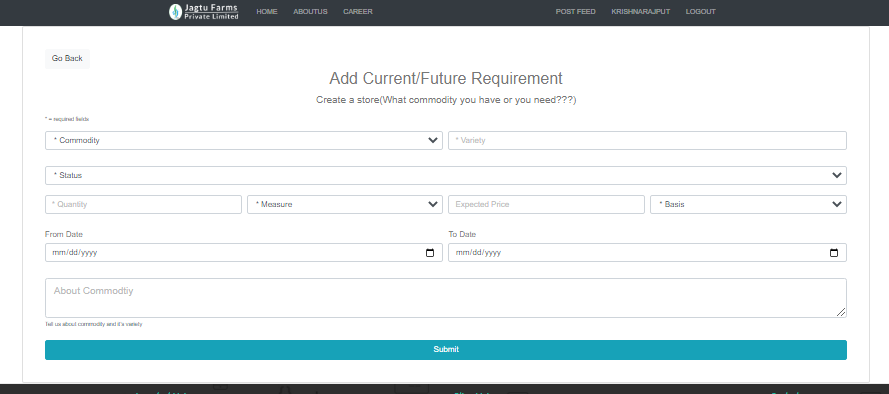 Jagtu Farms
Private Limited
HOME ABOUTUS CAREER POST FEED KRISHNARAJPUT LOGOUT
Go Back
Add Current/Future Requirement
Create a store(What commodity you have or you need???)
* = required fields
* Commodity * Variety
* Status
* Quantity * Measure Expected Price * Basis
From Date To Date
mm/dd/yyyy mm/dd/yyyy
About Commodtiy
Tell us about commodity and it's variety
Submit